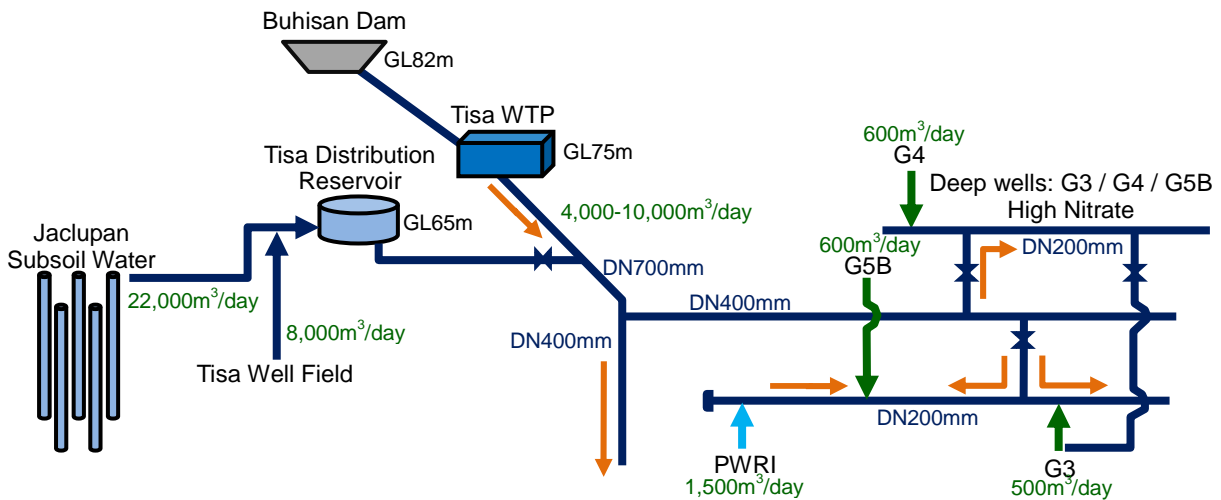 Buhisan Dam
GL82m
Tisa WTP
GL75m
Tisa Distribution
Reservoir
GL65m
4,000-10,000m³/day
Jaclupan
Subsoil Water
22,000m³/day
8,000m³/day
Tisa Well Field
DN700mm
DN400mm
DN400mm
600m³/day
G4
Deep wells: G3 / G4 / G5B
High Nitrate
600m³/day
G5B
DN200mm
DN200mm
PWRI
1,500m³/day
G3
500m³/day